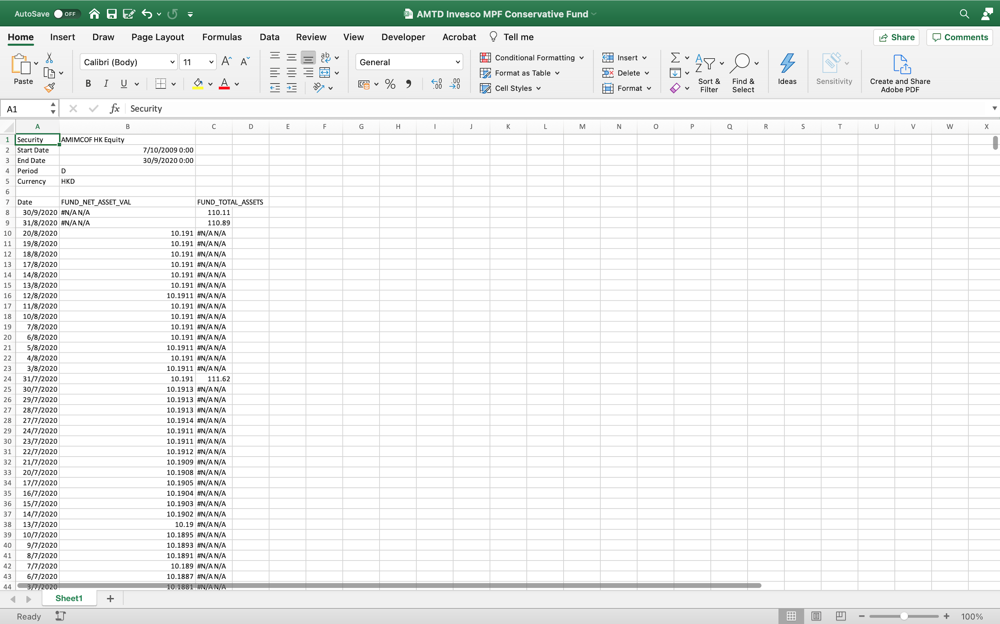 AutoSave OFF AMTD Invesco MPF Conservative Fund
Home Insert Draw Page Layout Formulas Data Review View Developer Acrobat Tell me Share Comments
Paste Calibri (Body) 11 General Conditional Formatting Format as Table Cell Styles Insert Delete Format Sort & Filter Find & Select Ideas Sensitivity Create and Share Adobe PDF
A1 fx Security
A B C D E F G H I J K L M N O P Q R S T U V W X
1 Security AMIMCOF HK Equity
2 Start Date 7/10/2009 0:00
3 End Date 30/9/2020 0:00
4 Period D
5 Currency HKD
6
7 Date FUND_NET_ASSET_VAL FUND_TOTAL_ASSETS
8 30/9/2020 #N/A N/A 110.11
9 31/8/2020 #N/A N/A 110.89
10 20/8/2020 10.191 #N/A N/A
11 19/8/2020 10.191 #N/A N/A
12 18/8/2020 10.191 #N/A N/A
13 17/8/2020 10.191 #N/A N/A
14 14/8/2020 10.191 #N/A N/A
15 13/8/2020 10.191 #N/A N/A
16 12/8/2020 10.1911 #N/A N/A
17 11/8/2020 10.191 #N/A N/A
18 10/8/2020 10.191 #N/A N/A
19 7/8/2020 10.191 #N/A N/A
20 6/8/2020 10.191 #N/A N/A
21 5/8/2020 10.1911 #N/A N/A
22 4/8/2020 10.191 #N/A N/A
23 3/8/2020 10.1911 #N/A N/A
24 31/7/2020 10.191 111.62
25 30/7/2020 10.1913 #N/A N/A
26 29/7/2020 10.1913 #N/A N/A
27 28/7/2020 10.1913 #N/A N/A
28 27/7/2020 10.1914 #N/A N/A
29 24/7/2020 10.1911 #N/A N/A
30 23/7/2020 10.1911 #N/A N/A
31 22/7/2020 10.1912 #N/A N/A
32 21/7/2020 10.1909 #N/A N/A
33 20/7/2020 10.1908 #N/A N/A
34 17/7/2020 10.1905 #N/A N/A
35 16/7/2020 10.1904 #N/A N/A
36 15/7/2020 10.1903 #N/A N/A
37 14/7/2020 10.1902 #N/A N/A
38 13/7/2020 10.19 #N/A N/A
39 10/7/2020 10.1895 #N/A N/A
40 9/7/2020 10.1893 #N/A N/A
41 8/7/2020 10.1891 #N/A N/A
42 7/7/2020 10.189 #N/A N/A
43 6/7/2020 10.1887 #N/A N/A
44 3/7/2020 10.1881 #N/A N/A
Sheet1 +
Ready 100%